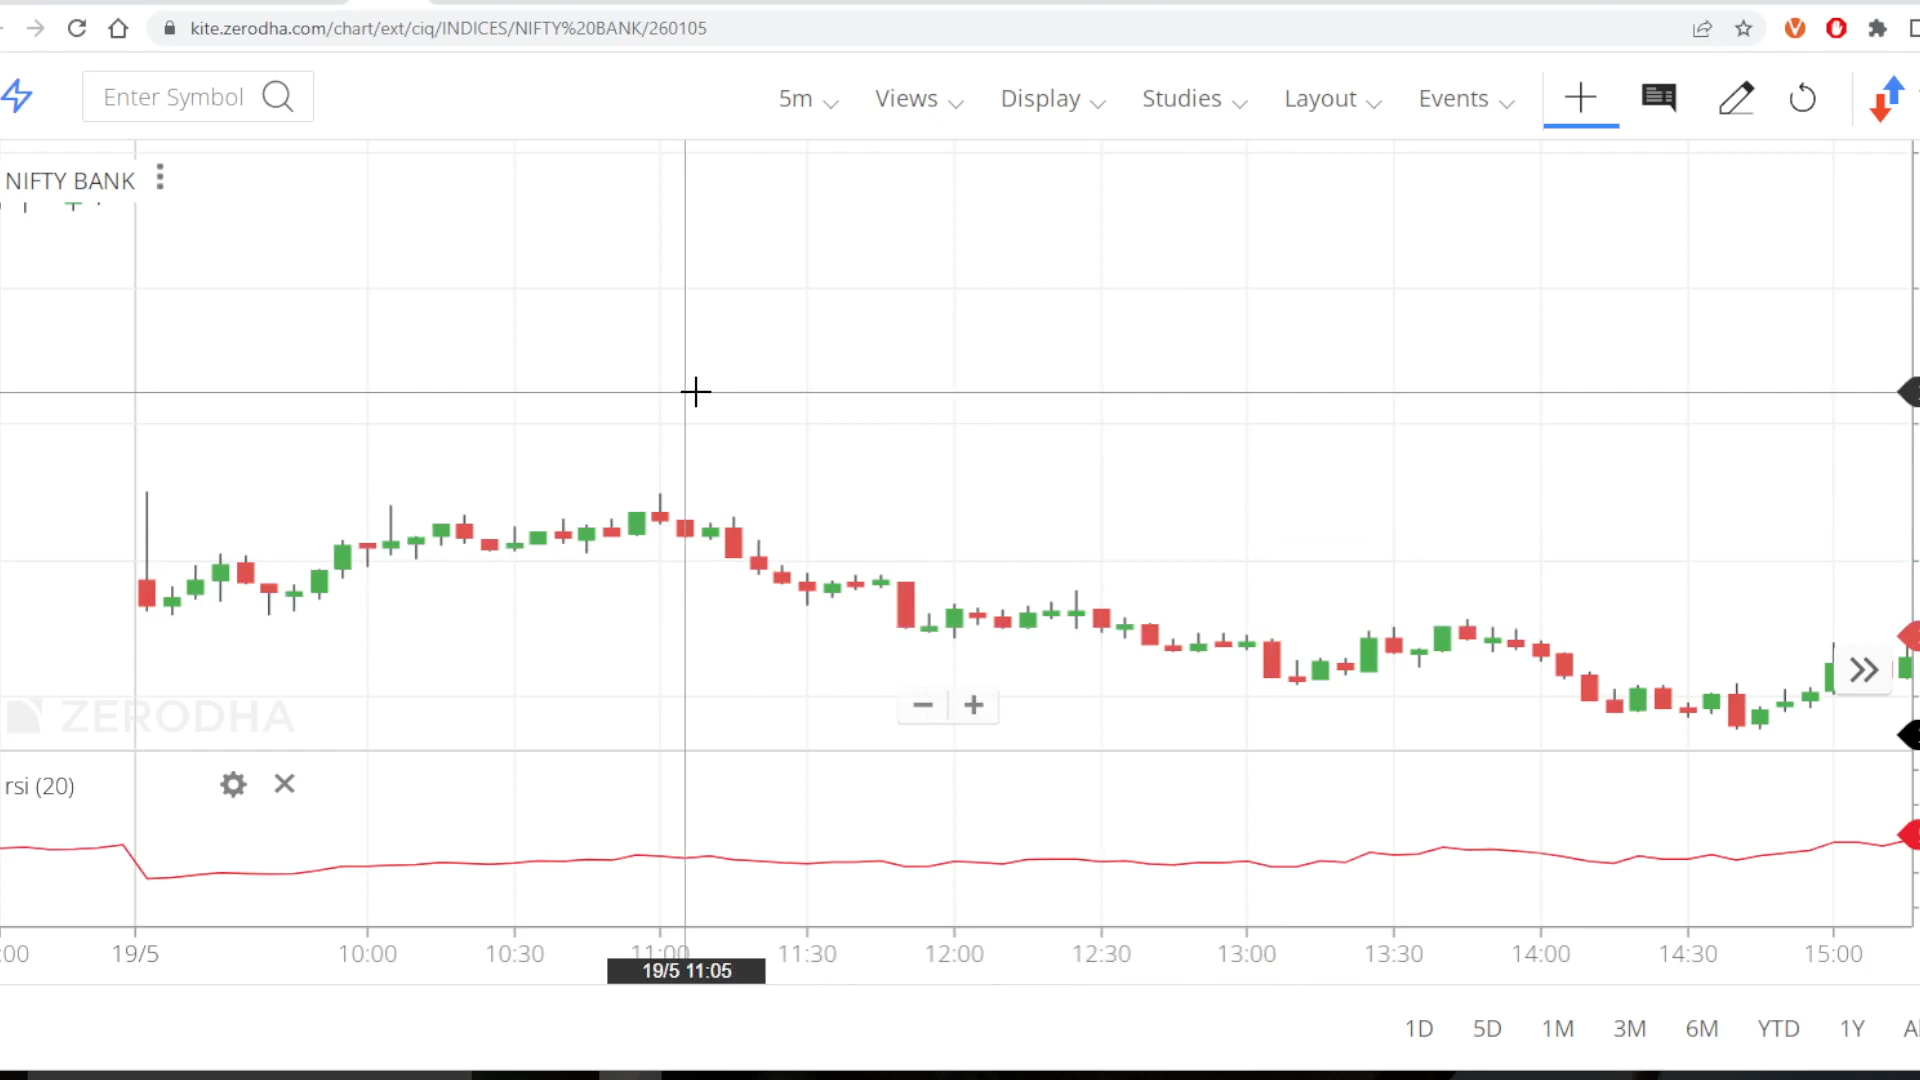 kite.zerodha.com/chart/ext/ciq/INDICES/NIFTY%20BANK/260105
Enter Symbol
5m Views Display Studies Layout Events
NIFTY BANK
ZERODHA
rsi (20)
:00 19/5 10:00 10:30 11:00 11:30 12:00 12:30 13:00 13:30 14:00 14:30 15:00
19/5 11:05
1D 5D 1M 3M 6M YTD 1Y